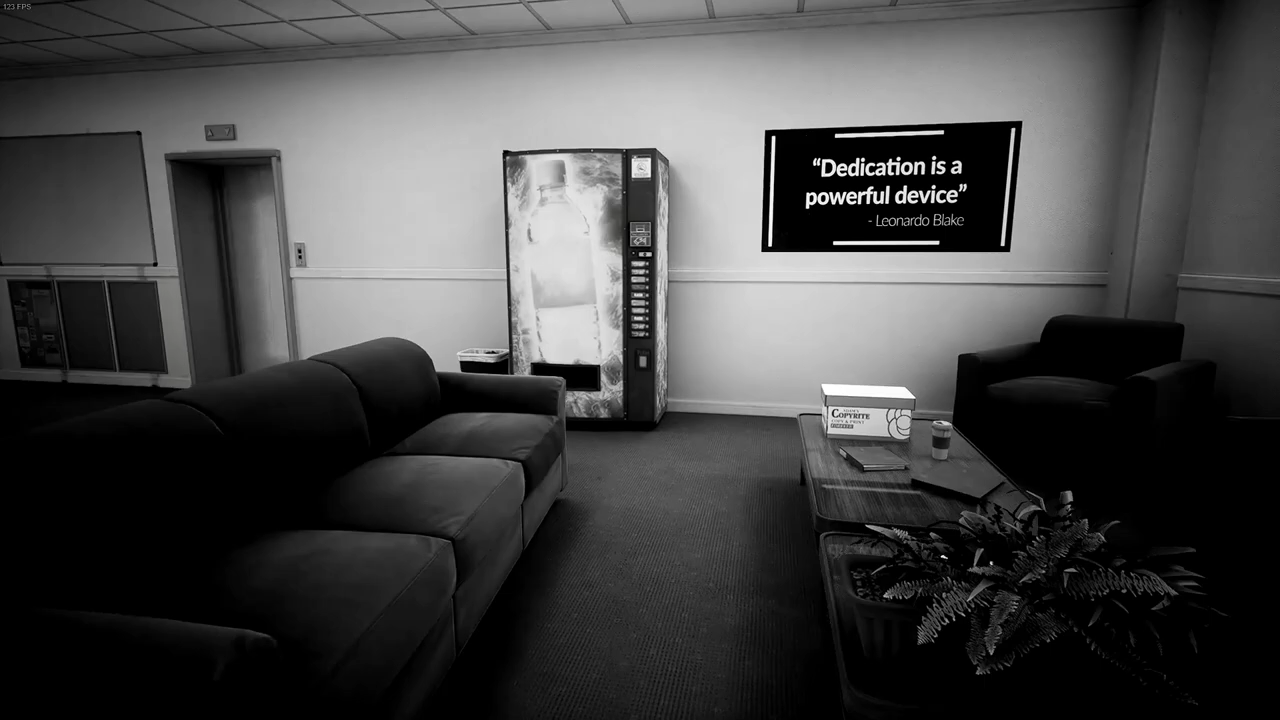 123 FPS
“Dedication is a
powerful device”
- Leonardo Blake
COPYRITE
COPY & PRINT